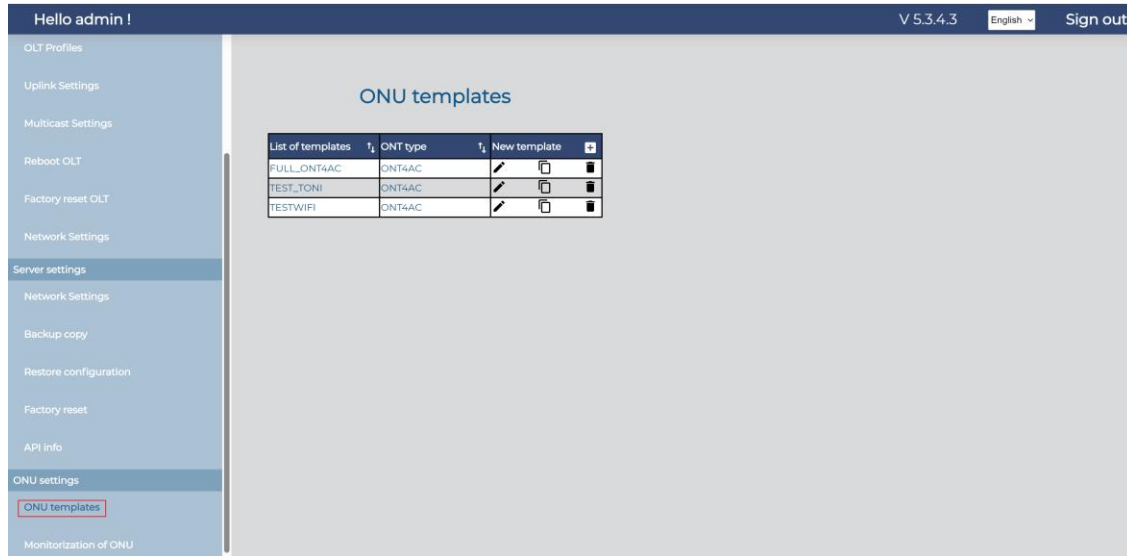 Hello admin !
V 5.3.4.3
English
Sign out
OLT Profiles
Uplink Settings
Multicast Settings
Reboot OLT
Factory reset OLT
Network Settings
Server settings
Network Settings
Backup copy
Restore configuration
Factory reset
API info
ONU settings
ONU templates
Monitorization of ONU
ONU templates
List of templates ONT type New template
FULL_ONT4AC ONT4AC
TEST_TONI ONT4AC
TESTWIFI ONT4AC